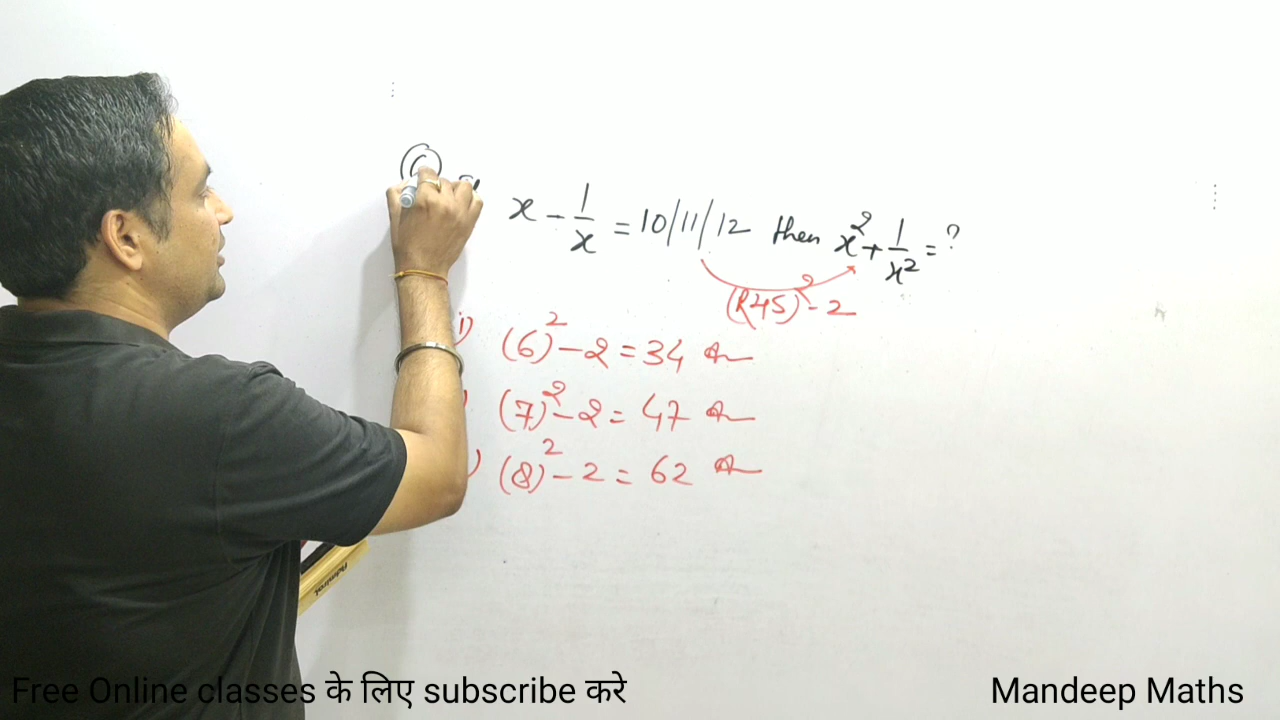 x - 1/x = 10/11/12 then x² + 1/x² = ?
(R45)² - 2
i) (6)² - 2 = 34
) (7)² - 2 = 47
) (8)² - 2 = 62
Free Online classes के लिए subscribe करे
Mandeep Maths